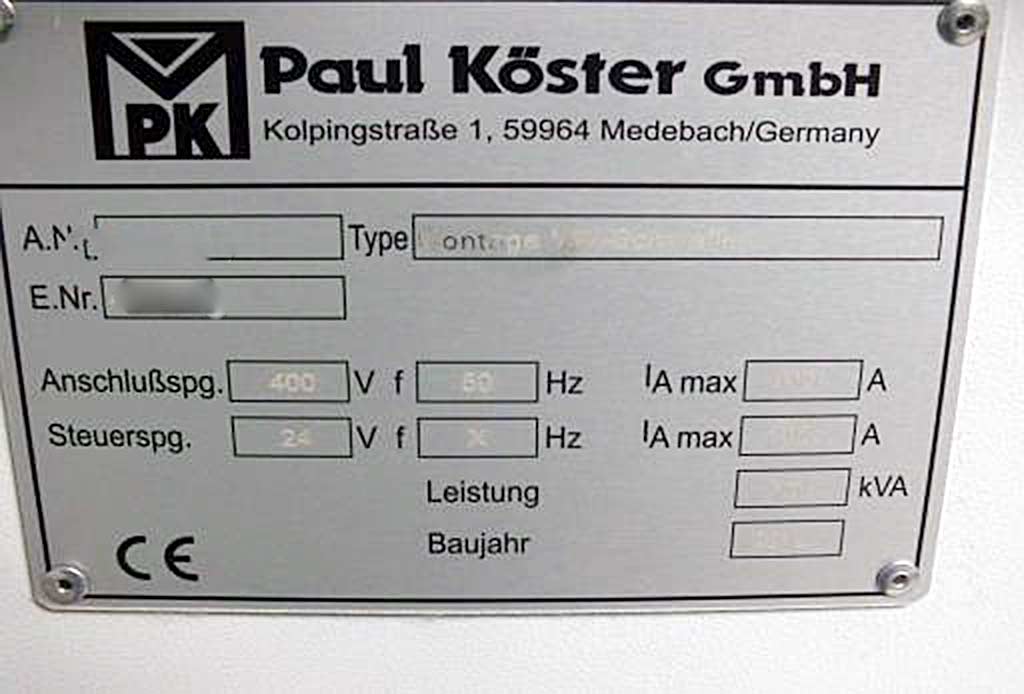 PK
Paul Köster GmbH
Kolpingstraße 1, 59964 Medebach/Germany
Type
E.Nr.
Anschlußspg. 400 V f 50 Hz IA max A
Steuerspg. 24 V f X Hz IA max A
Leistung kVA
Baujahr
CE